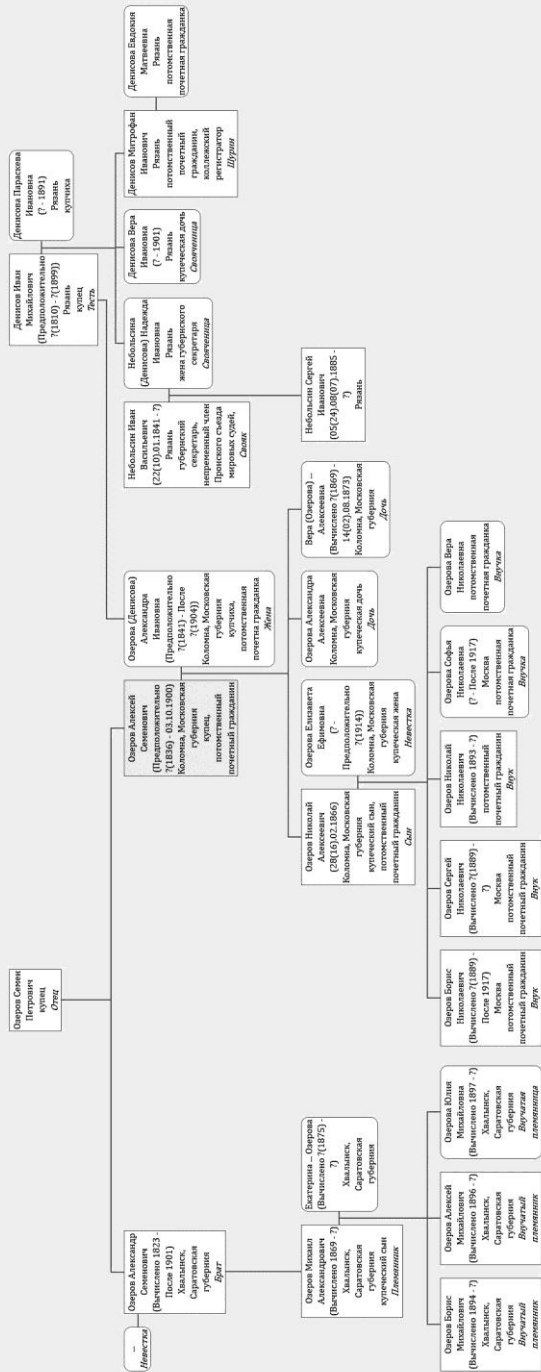 Озеров Семен
Петрович
купец
Отец
Денисов Иван
Михайлович
(Предположительно
?(1810) - ?(1899))
Рязань
купец
Тесть
Денисова Параскева
Ивановна
(? - 1891)
Рязань
купчиха
_
Невестка
Озеров Александр
Семенович
(Вычислено 1823 -
После 1901)
Хвалынск,
Саратовская
губерния
Брат
Озеров Алексей
Семенович
(Предположительно
?(1836) - 03.10.1900)
Коломна, Московская
губерния
купец,
потомственный
почетный гражданин
Озерова (Денисова)
Александра
Ивановна
(Предположительно
?(1841) - После
?(1904))
Коломна, Московская
губерния
купчиха,
потомственная
почетна гражданка
Жена
Небольсин Иван
Васильевич
(22(10).01.1841 - ?)
Рязань
губернский
секретарь,
непременный член
Пронского съезда
мировых судей,
Свояк
Небольсина
(Денисова) Надежда
Ивановна
Рязань
жена губернского
секретаря
Свояченица
Денисова Вера
Ивановна
(? - 1901)
Рязань
купеческая дочь
Свояченица
Денисов Митрофан
Иванович
Рязань
потомственный
почетный
гражданин,
коллежский
регистратор
Шурин
Денисова Евдокия
Матвеевна
Рязань
потомственная
почетная гражданка
Озеров Михаил
Александрович
(Вычислено 1869 - ?)
Хвалынск,
Саратовская
губерния
купеческий сын
Племянник
Екатерина _ Озерова
(Вычислено ?(1875) -
?)
Хвалынск,
Саратовская
губерния
Озеров Николай
Алексеевич
(28(16).02.1866)
Коломна, Московская
губерния
купеческий сын,
потомственный
почетный гражданин
Сын
Озерова Елизавета
Ефимовна
(? -
Предположительно
?(1914))
Коломна, Московская
губерния
купеческая жена
Невестка
Озерова Александра
Алексеевна
Коломна, Московская
губерния
купеческая дочь
Дочь
Вера (Озерова) _
Алексеевна
(Вычислено ?(1869) -
14(02).08.1873)
Коломна, Московская
губерния
Дочь
Небольсин Сергей
Иванович
(05(24).08(07).1885 -
?)
Рязань
Озеров Борис
Михайлович
(Вычислено 1894 - ?)
Хвалынск,
Саратовская
губерния
Внучатый
племянник
Озеров Алексей
Михайлович
(Вычислено 1896 - ?)
Хвалынск,
Саратовская
губерния
Внучатый
племянник
Озерова Юлия
Михайловна
(Вычислено 1897 - ?)
Хвалынск,
Саратовская
губерния
Внучатая
племянница
Озеров Борис
Николаевич
(Вычислено ?(1889) -
После 1917)
Москва
потомственный
почетный гражданин
Внук
Озеров Сергей
Николаевич
(Вычислено ?(1889) -
?)
Москва
потомственный
почетный гражданин
Внук
Озеров Николай
Николаевич
(Вычислено 1893 - ?)
потомственный
почетный гражданин
Внук
Озерова Софья
Николаевна
(? - После 1917)
Москва
потомственная
почетная гражданка
Внучка
Озерова Вера
Николаевна
потомственная
почетная гражданка
Внучка